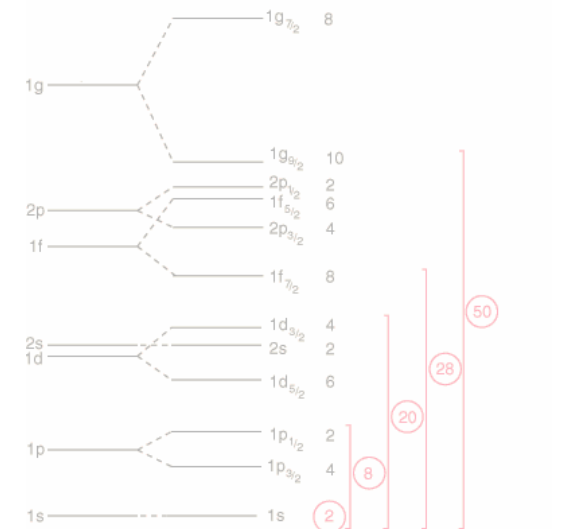 1g7/2 8
1g
1g9/2 10
2p1/2 2
1f5/2 6
2p
2p3/2 4
1f
1f7/2 8
50
1d3/2 4
2s
2s 2
1d
28
1d5/2 6
20
1p1/2 2
1p
1p3/2 4
8
1s
1s
2